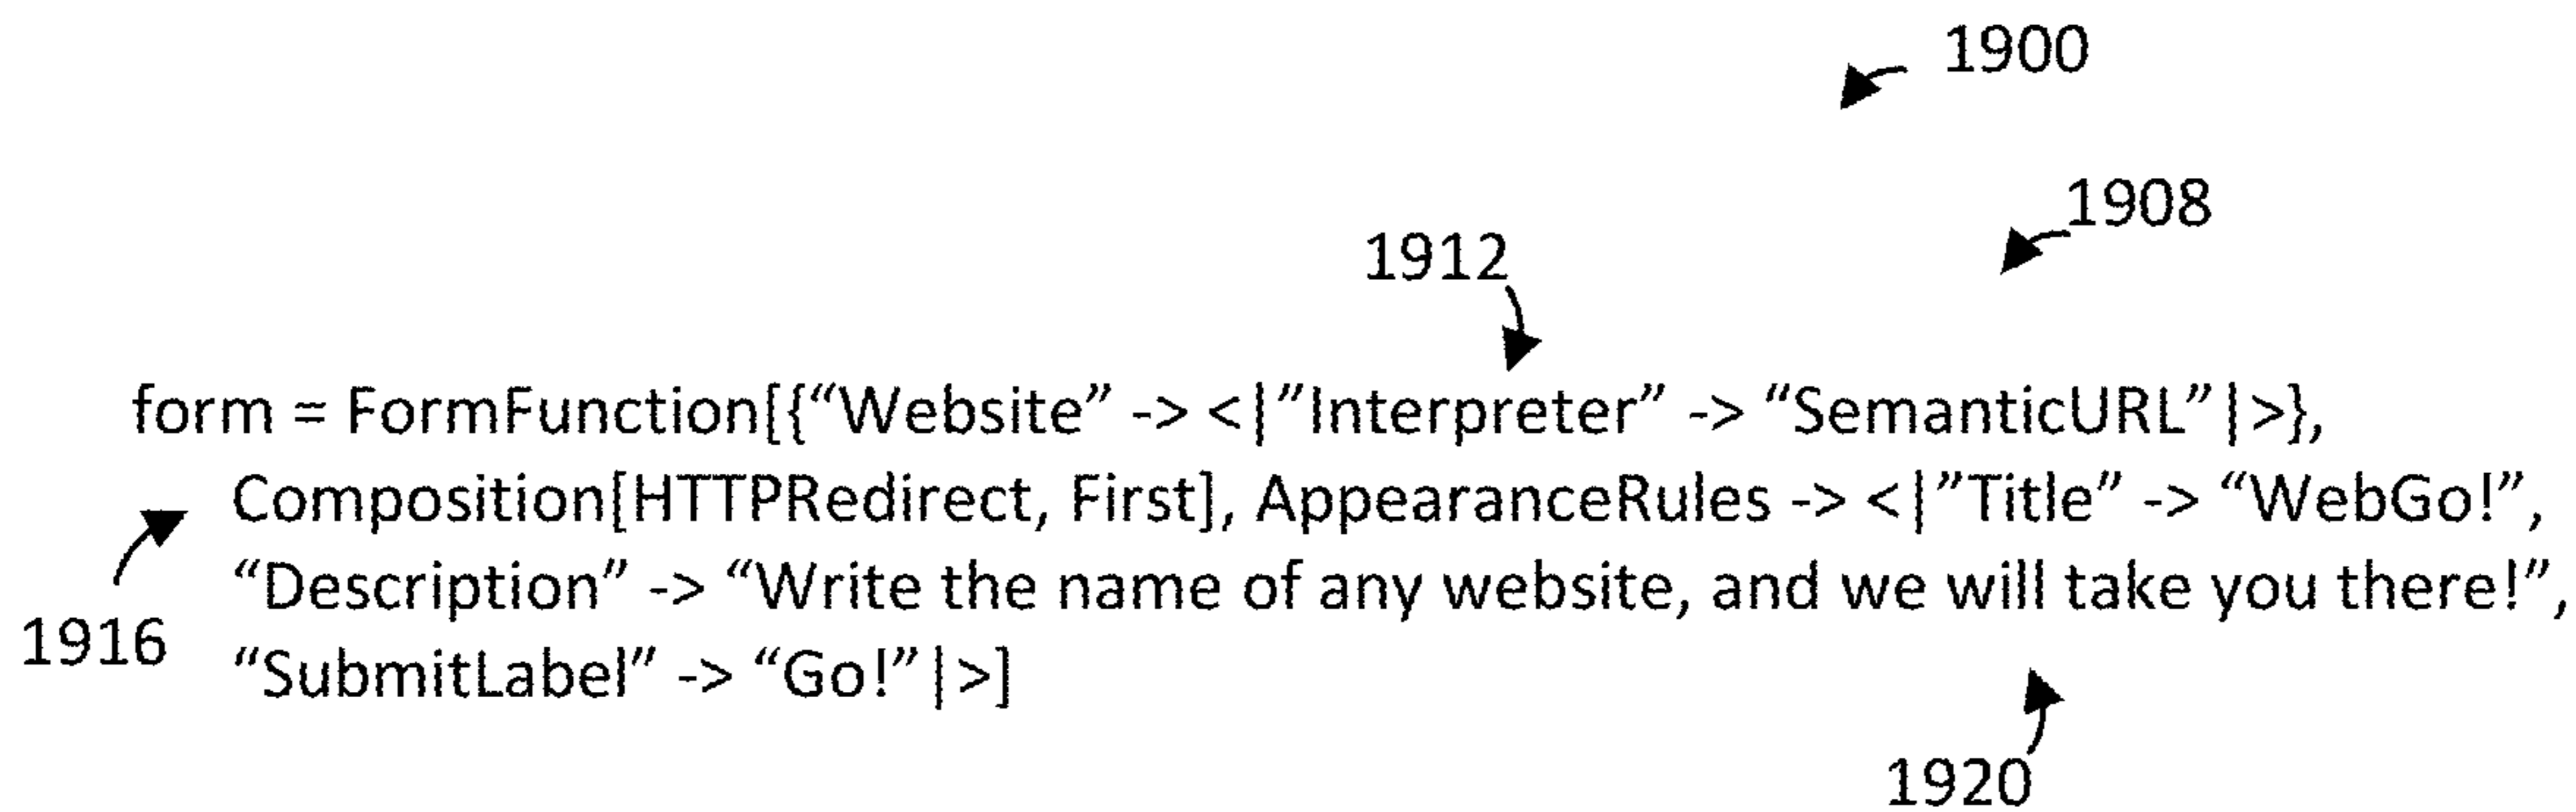 1900
1908
1912
form = FormFunction[{“Website” -> <|”Interpreter” -> “SemanticURL”|>},
Composition[HTTPRedirect, First], AppearanceRules -> <|”Title” -> “WebGo!”,
“Description” -> “Write the name of any website, and we will take you there!”,
1916
“SubmitLabel” -> “Go!”|>]
1920